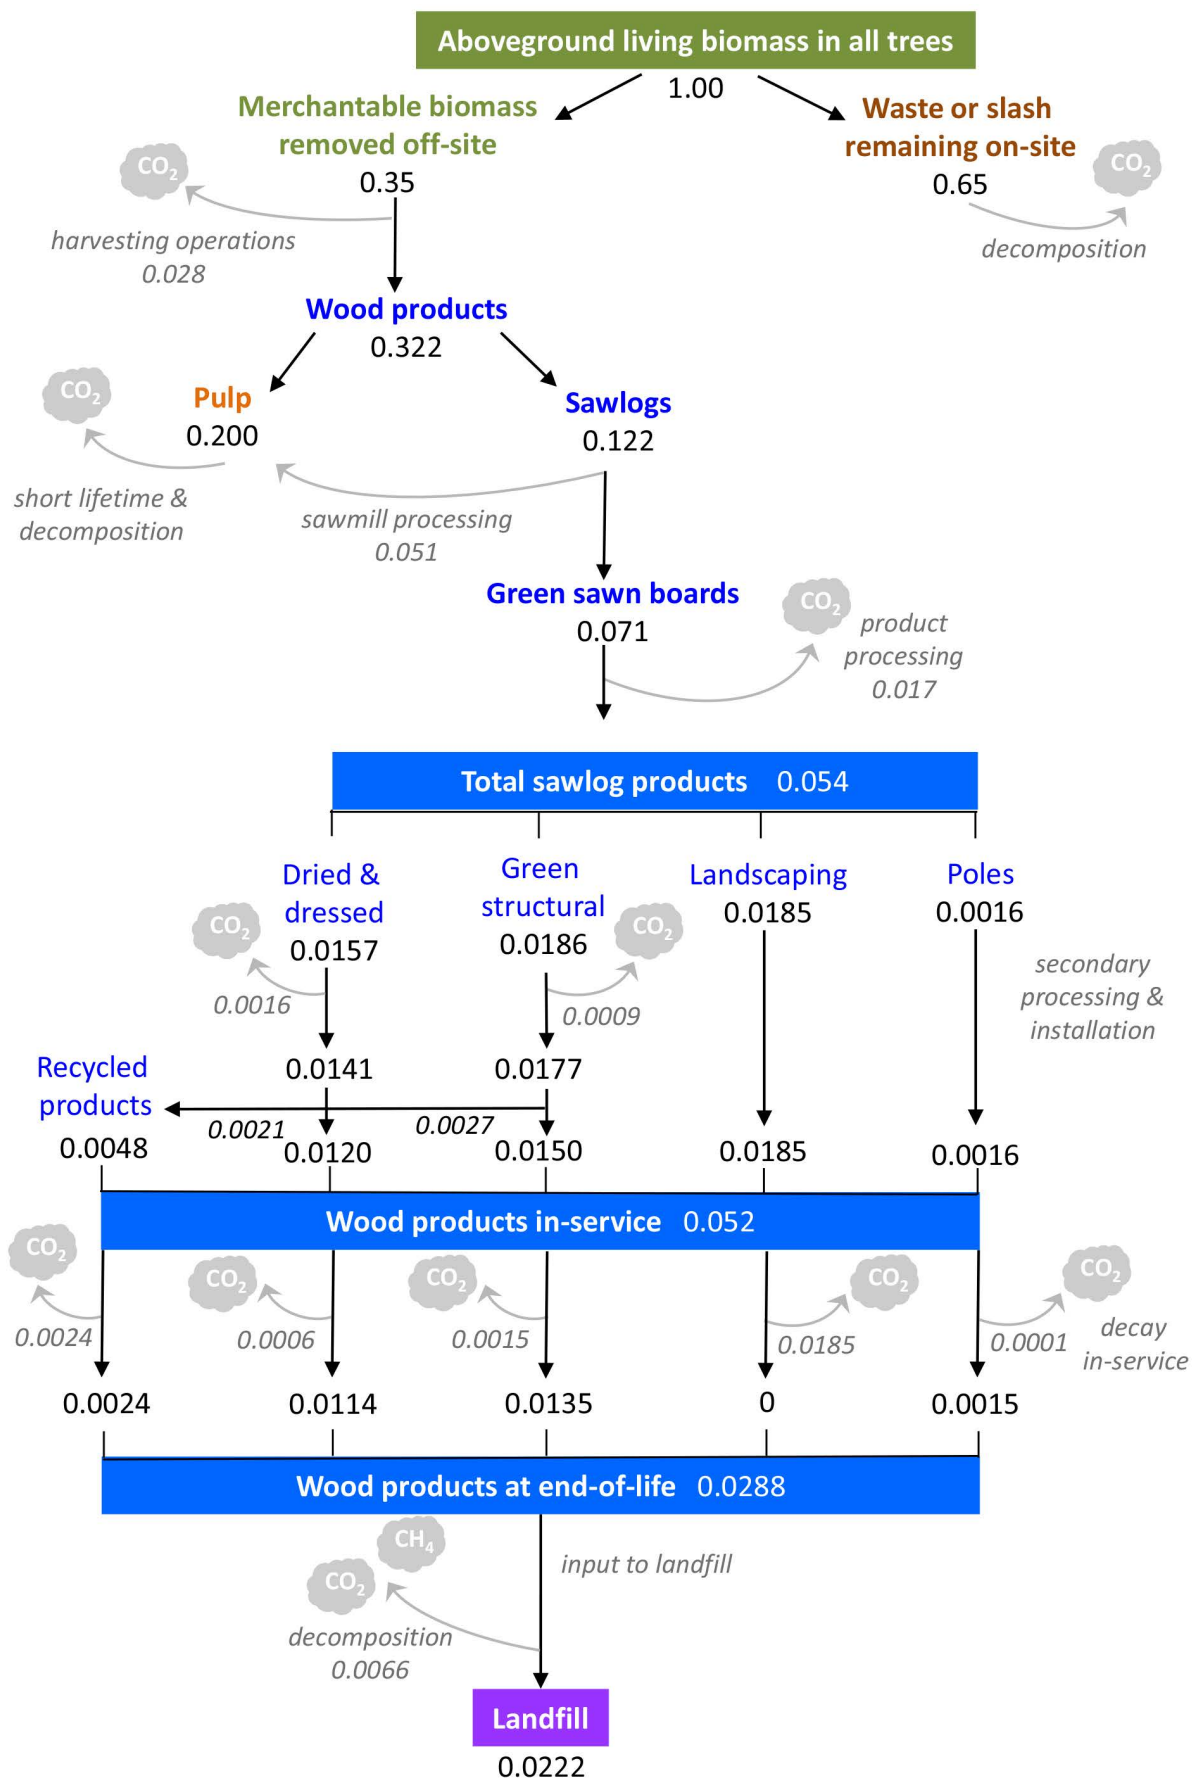 Aboveground living biomass in all trees
1.00
Merchantable biomass
removed off-site
0.35
Waste or slash
remaining on-site
0.65
CO2
CO2
harvesting operations
0.028
decomposition
Wood products
0.322
CO2
Pulp
0.200
Sawlogs
0.122
short lifetime &
decomposition
sawmill processing
0.051
Green sawn boards
0.071
CO2
product
processing
0.017
Total sawlog products 0.054
Dried &
dressed
0.0157
Green
structural
0.0186
Landscaping
0.0185
Poles
0.0016
CO2
CO2
0.0016
0.0009
secondary
processing &
installation
0.0141
0.0177
Recycled
products
0.0021
0.0027
0.0048
0.0120
0.0150
0.0185
0.0016
Wood products in-service 0.052
CO2
CO2
CO2
CO2
CO2
0.0024
0.0006
0.0015
0.0185
0.0001
decay
in-service
0.0024
0.0114
0.0135
0
0.0015
Wood products at end-of-life 0.0288
CH4
CO2
input to landfill
decomposition
0.0066
Landfill
0.0222